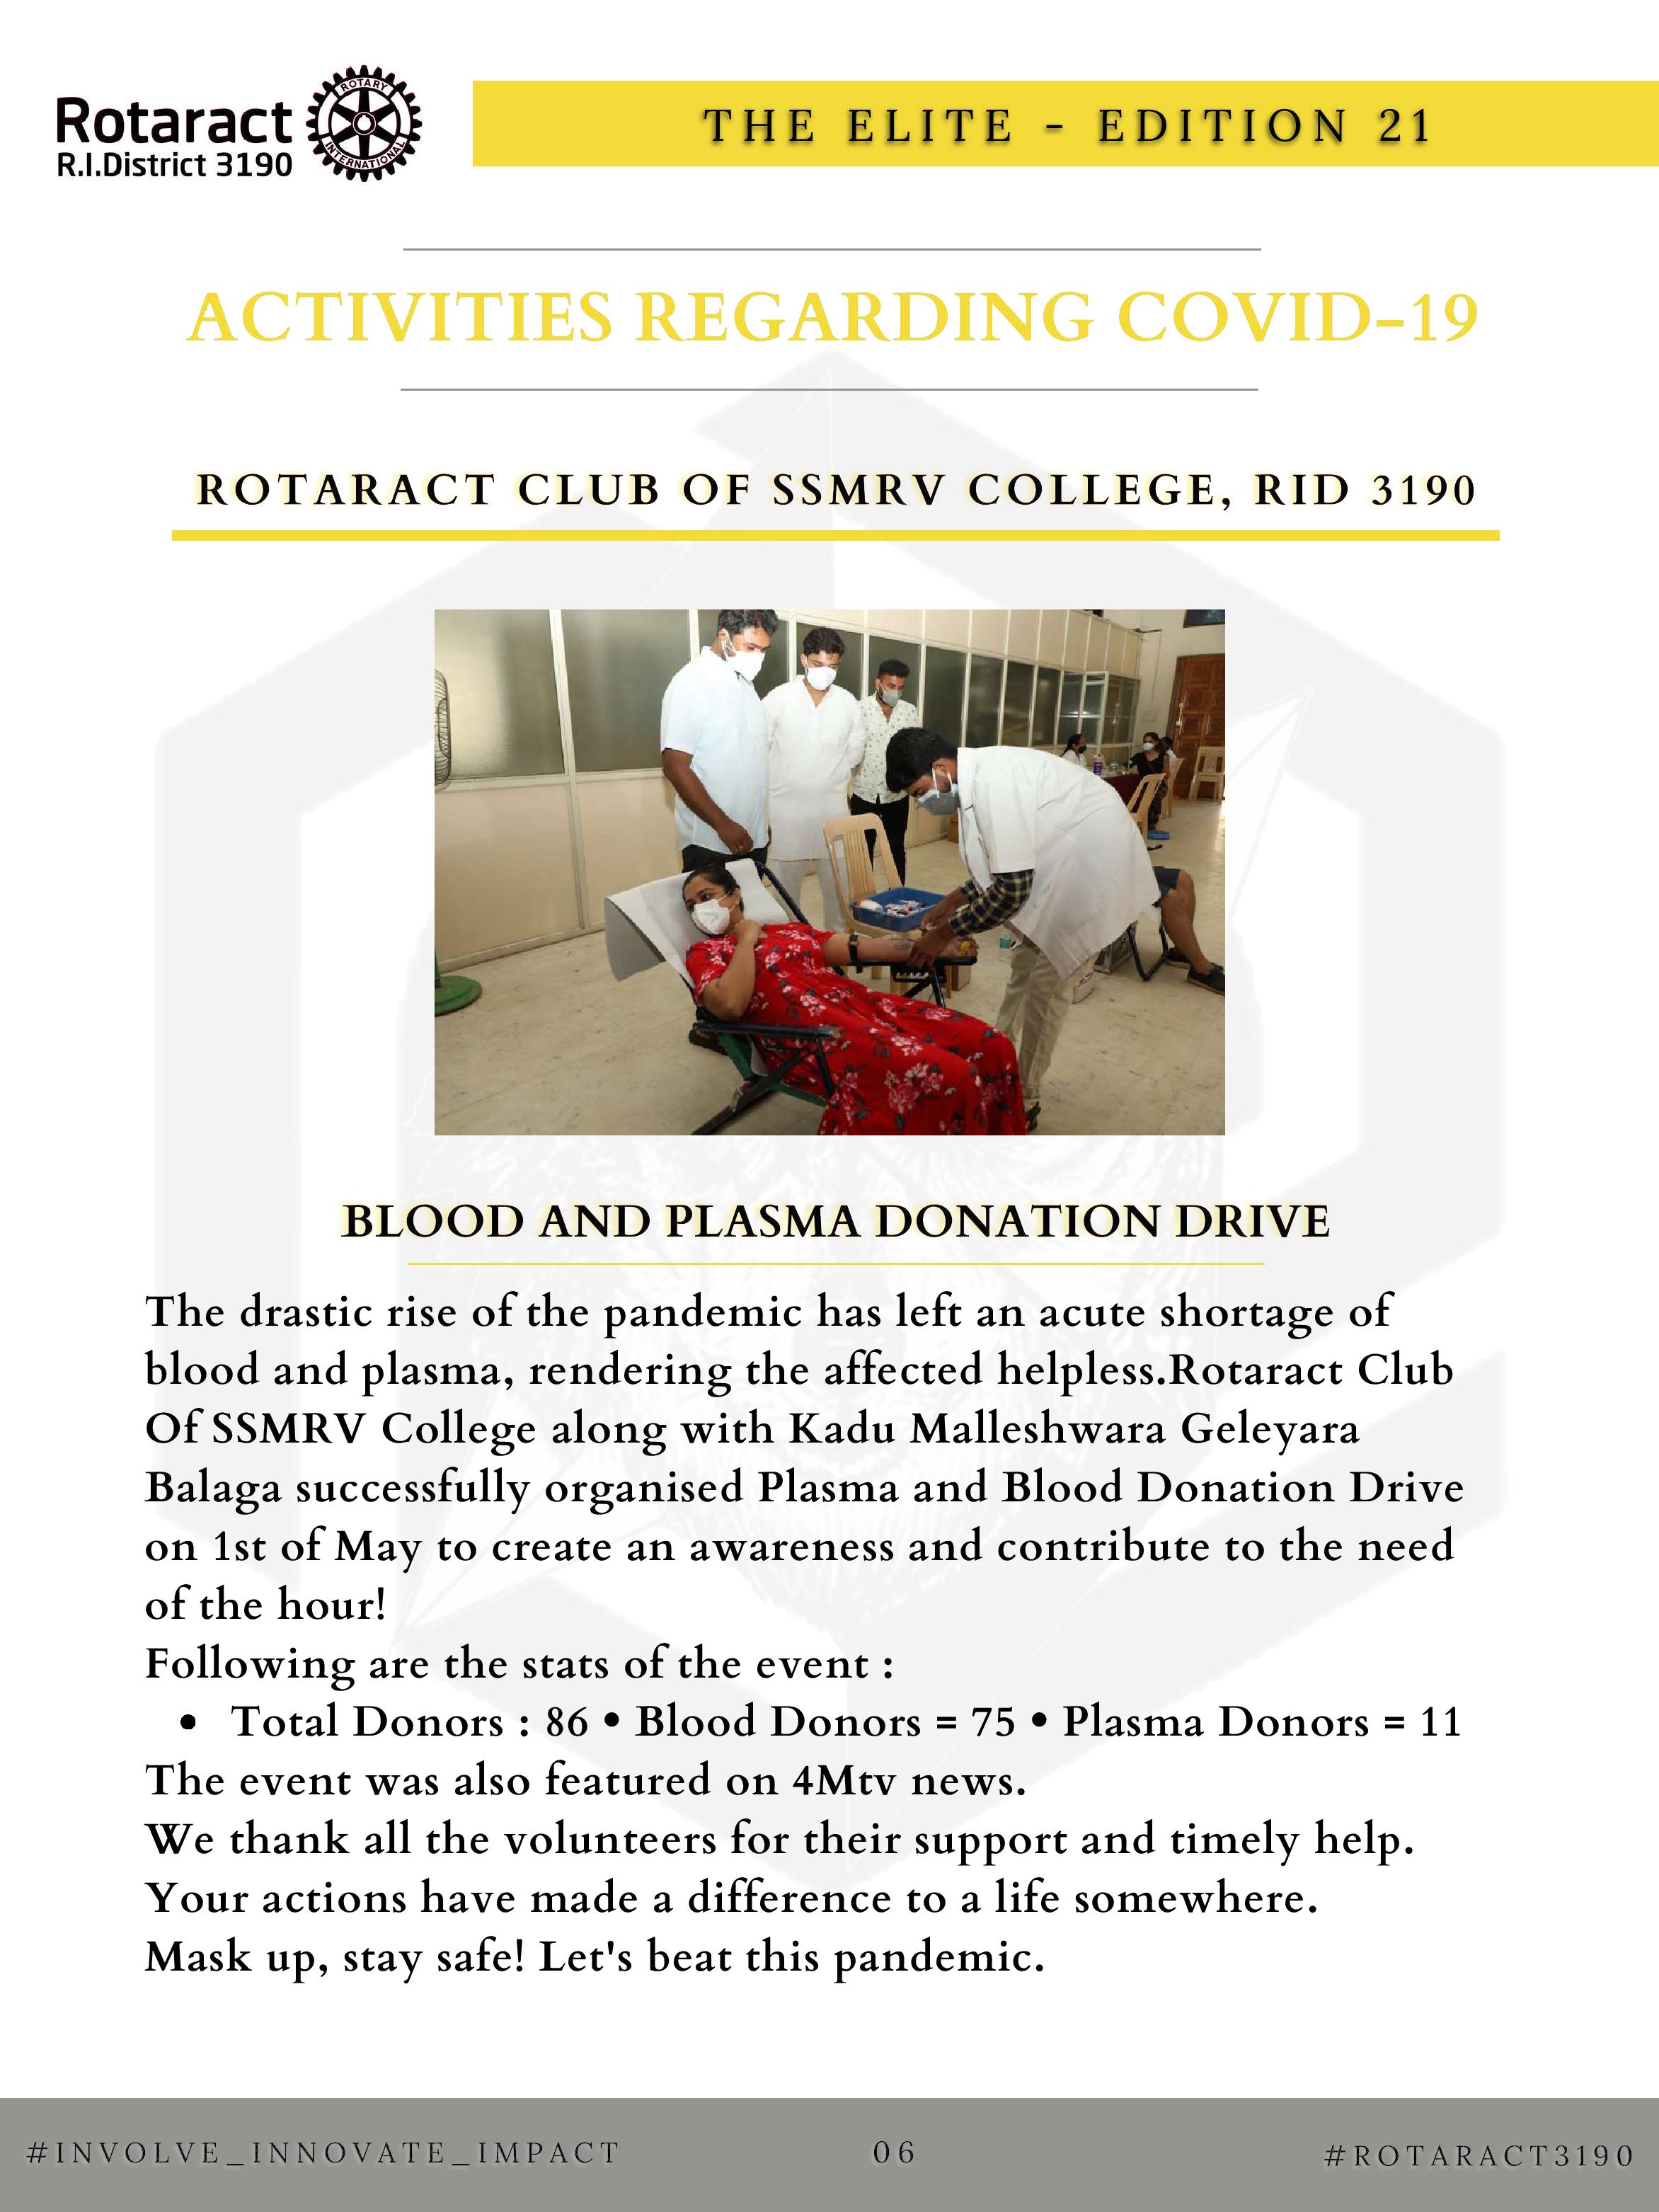 Rotaract
R.I.District 3190
ROTARY
INTERNATIONAL
THE ELITE - EDITION 21
ACTIVITIES REGARDING COVID-19
ROTARACT CLUB OF SSMRV COLLEGE, RID 3190
BLOOD AND PLASMA DONATION DRIVE
The drastic rise of the pandemic has left an acute shortage of
blood and plasma, rendering the affected helpless.Rotaract Club
Of SSMRV College along with Kadu Malleshwara Geleyara
Balaga successfully organised Plasma and Blood Donation Drive
on 1st of May to create an awareness and contribute to the need
of the hour!
Following are the stats of the event :
• Total Donors : 86 • Blood Donors = 75 • Plasma Donors = 11
The event was also featured on 4Mtv news.
We thank all the volunteers for their support and timely help.
Your actions have made a difference to a life somewhere.
Mask up, stay safe! Let's beat this pandemic.
#INVOLVE_INNOVATE_IMPACT
06
#ROTARACT3190